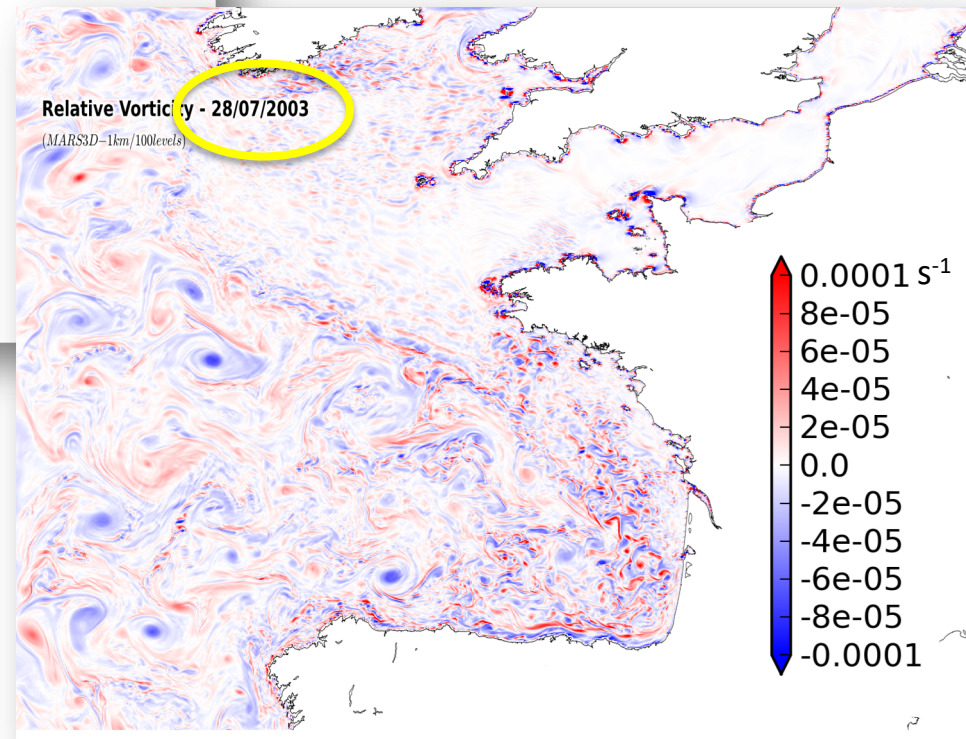 Relative Vorticity - 28/07/2003
(MARS3D−1km/100levels)
0.0001 s⁻¹
8e-05
6e-05
4e-05
2e-05
0.0
-2e-05
-4e-05
-6e-05
-8e-05
-0.0001